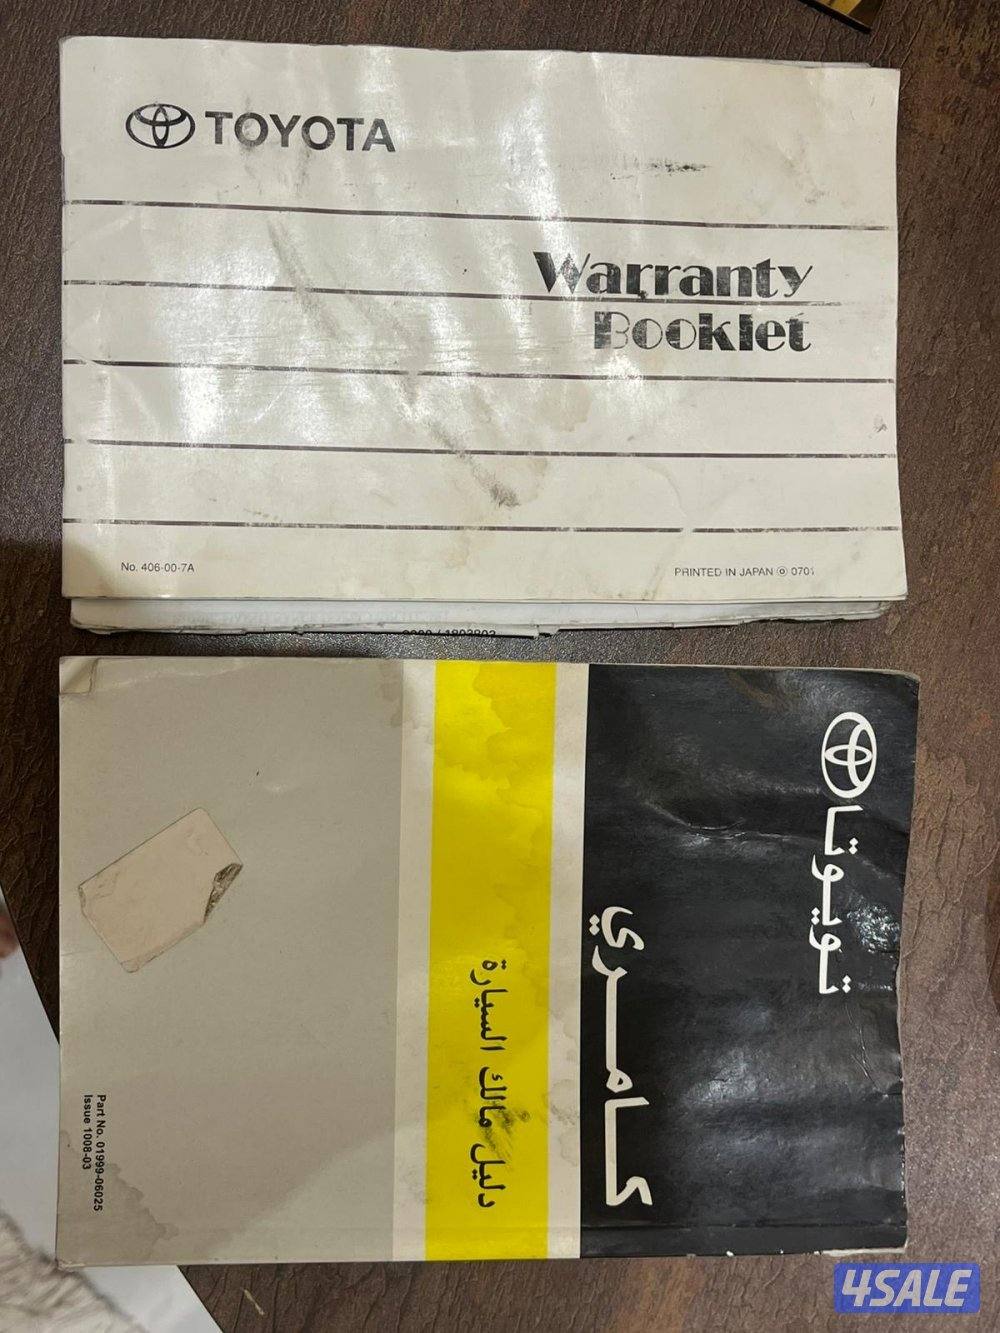 TOYOTA
Warranty
Booklet
No. 406-00-7A
PRINTED IN JAPAN ⓞ 0701
تويوتا
كامري
دليل مالك السيارة
Part No. 01999-06025
Issue 1008-03
4SALE